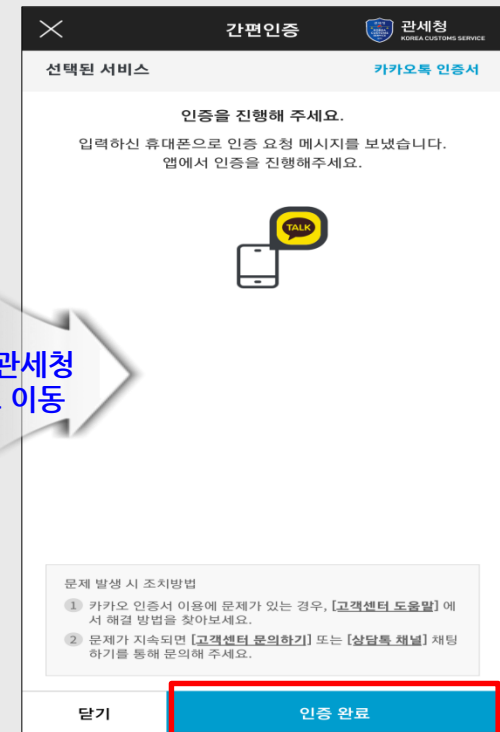 간편인증
관세청
KOREA CUSTOMS SERVICE
선택된 서비스
카카오톡 인증서
인증을 진행해 주세요.
입력하신 휴대폰으로 인증 요청 메시지를 보냈습니다.
앱에서 인증을 진행해주세요.
TALK
관세청
이동
문제 발생 시 조치방법
1 카카오 인증서 이용에 문제가 있는 경우, [고객센터 도움말] 에
서 해결 방법을 찾아보세요.
2 문제가 지속되면 [고객센터 문의하기] 또는 [상담톡 채널] 채팅
하기를 통해 문의해 주세요.
닫기
인증 완료